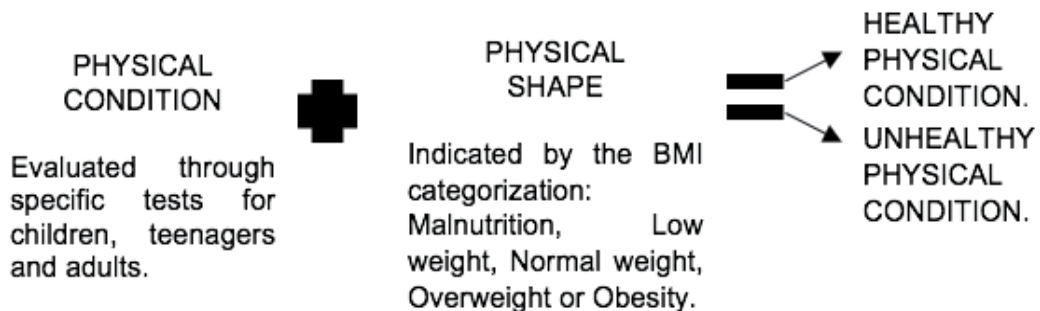 PHYSICAL
CONDITION
Evaluated through
specific tests for
children, teenagers
and adults.
PHYSICAL
SHAPE
Indicated by the BMI
categorization:
Malnutrition, Low
weight, Normal weight,
Overweight or Obesity.
HEALTHY
PHYSICAL
CONDITION.
UNHEALTHY
PHYSICAL
CONDITION.